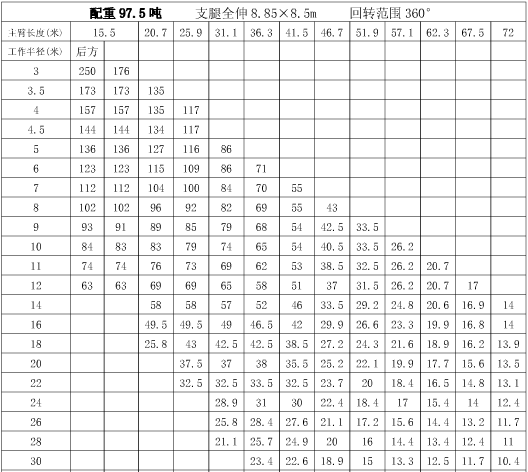 配重97.5吨 支腿全伸8.85×8.5m 回转范围360°
主臂长度(米) 15.5 20.7 25.9 31.1 36.3 41.5 46.7 51.9 57.1 62.3 67.5 72
工作半径(米) 后方
3 250 176
3.5 173 173 135
4 157 157 135 117
4.5 144 144 134 117
5 136 136 127 116 86
6 123 123 115 109 86 71
7 112 112 104 100 84 70 55
8 102 102 96 92 82 69 55 43
9 93 91 89 85 79 68 54 42.5 33.5
10 84 83 83 79 74 65 54 40.5 33.5 26.2
11 74 74 76 73 69 62 53 38.5 32.5 26.2 20.7
12 63 63 69 69 65 58 51 37 31.5 26.2 20.7 17
14 58 58 57 52 46 33.5 29.2 24.8 20.6 16.9 14
16 49.5 49.5 49 46.5 42 29.9 26.6 23.3 19.9 16.8 14
18 25.8 43 42.5 42.5 38.5 27.2 24.3 21.6 18.9 16.2 13.9
20 37.5 37 38 35.5 25.2 22.1 19.9 17.7 15.6 13.5
22 32.5 32.5 33.5 32.5 23.7 20 18.4 16.5 14.8 13.1
24 28.9 31 30 22.4 18.4 17 15.4 14 12.4
26 25.8 28.4 27.6 21.1 17.2 15.6 14.4 13.2 11.7
28 21.1 25.7 24.9 20 16 14.4 13.4 12.4 11
30 23.4 22.6 18.9 15 13.3 12.5 11.7 10.4